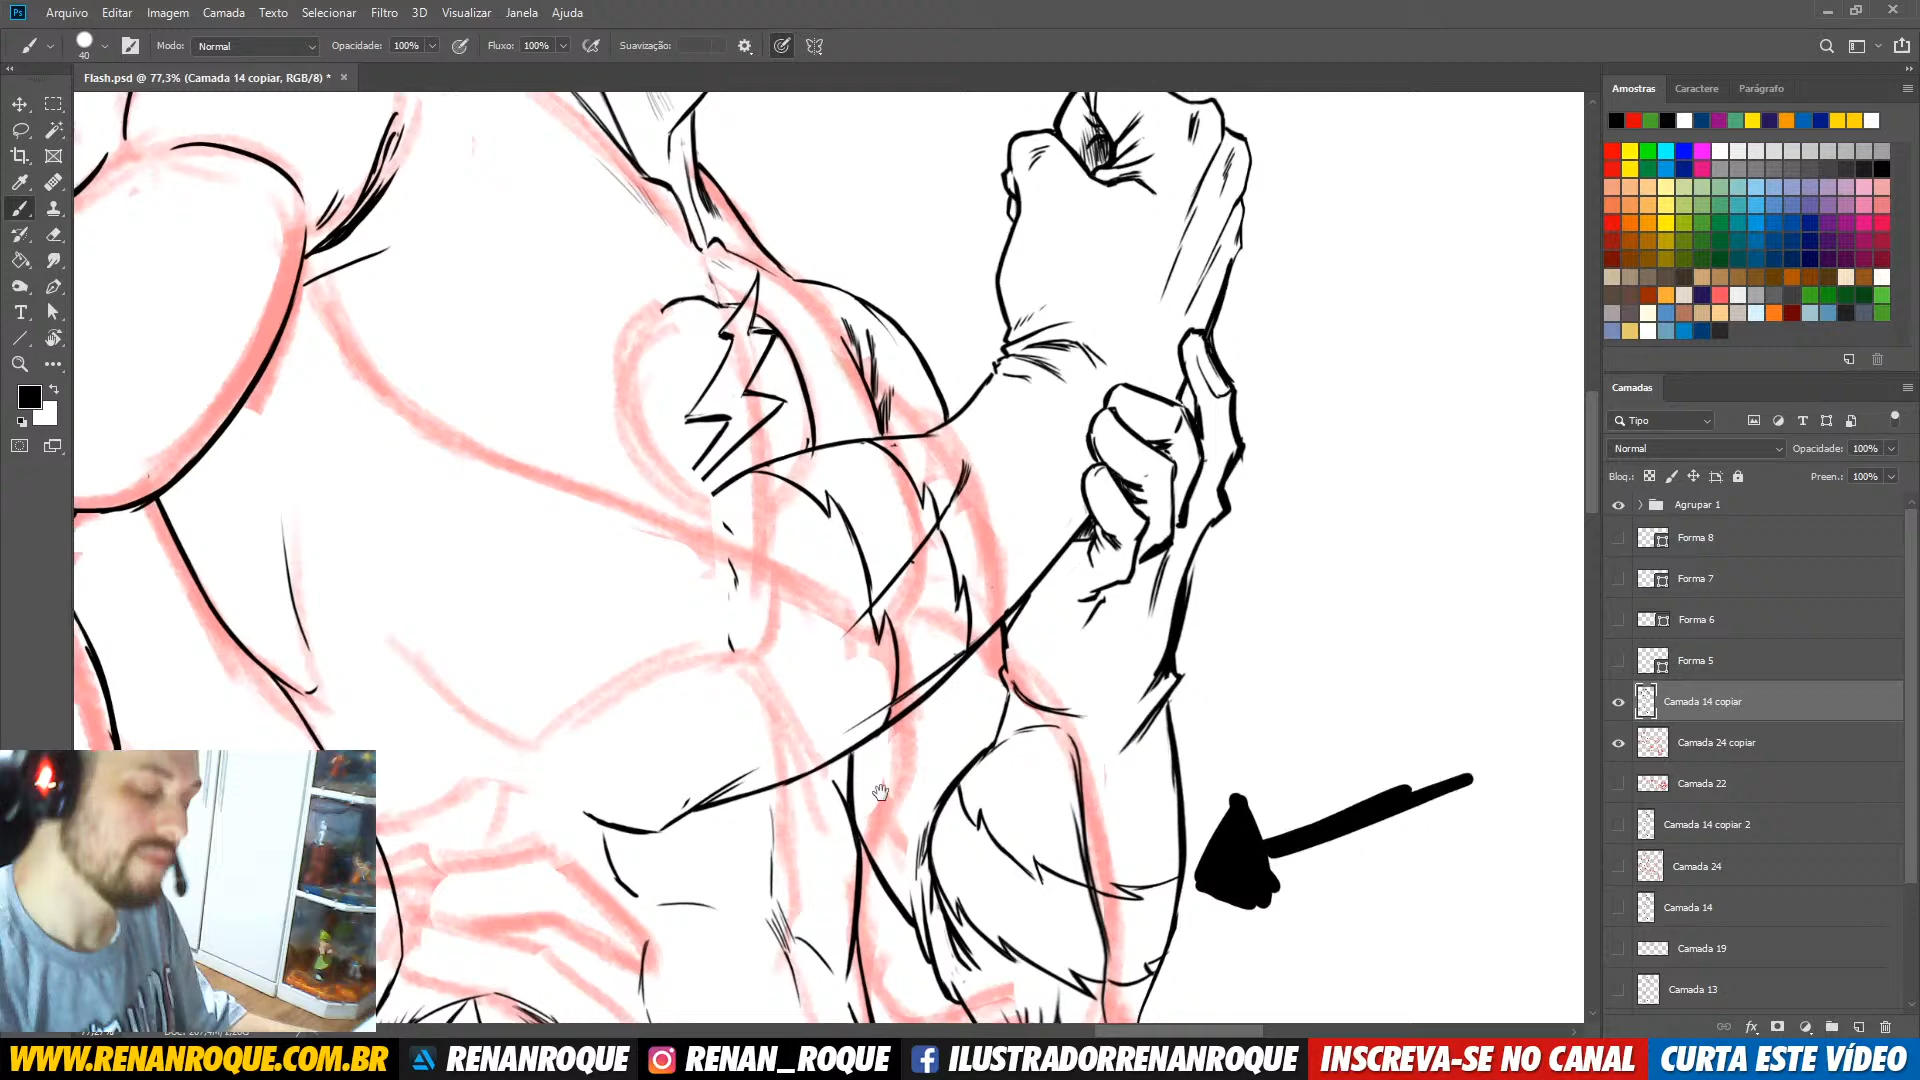 Ps Arquivo Editar Imagem Camada Texto Selecionar Filtro 3D Visualizar Janela Ajuda
40 Modo: Normal Opacidade: 100% Fluxo: 100% Suavização:
Flash.psd @ 77,3% (Camada 14 copiar, RGB/8) * ×
Amostras Caractere Parágrafo
Camadas
Tipo
Normal Opacidade: 100%
Bloq.: Preen.: 100%
Agrupar 1
Forma 8
Forma 7
Forma 6
Forma 5
Camada 14 copiar
Camada 24 copiar
Camada 22
Camada 14 copiar 2
Camada 24
Camada 14
Camada 19
Camada 13
WWW.RENANROQUE.COM.BR RENANROQUE RENAN_ROQUE ILUSTRADORRENANROQUE INSCREVA-SE NO CANAL CURTA ESTE VÍDEO